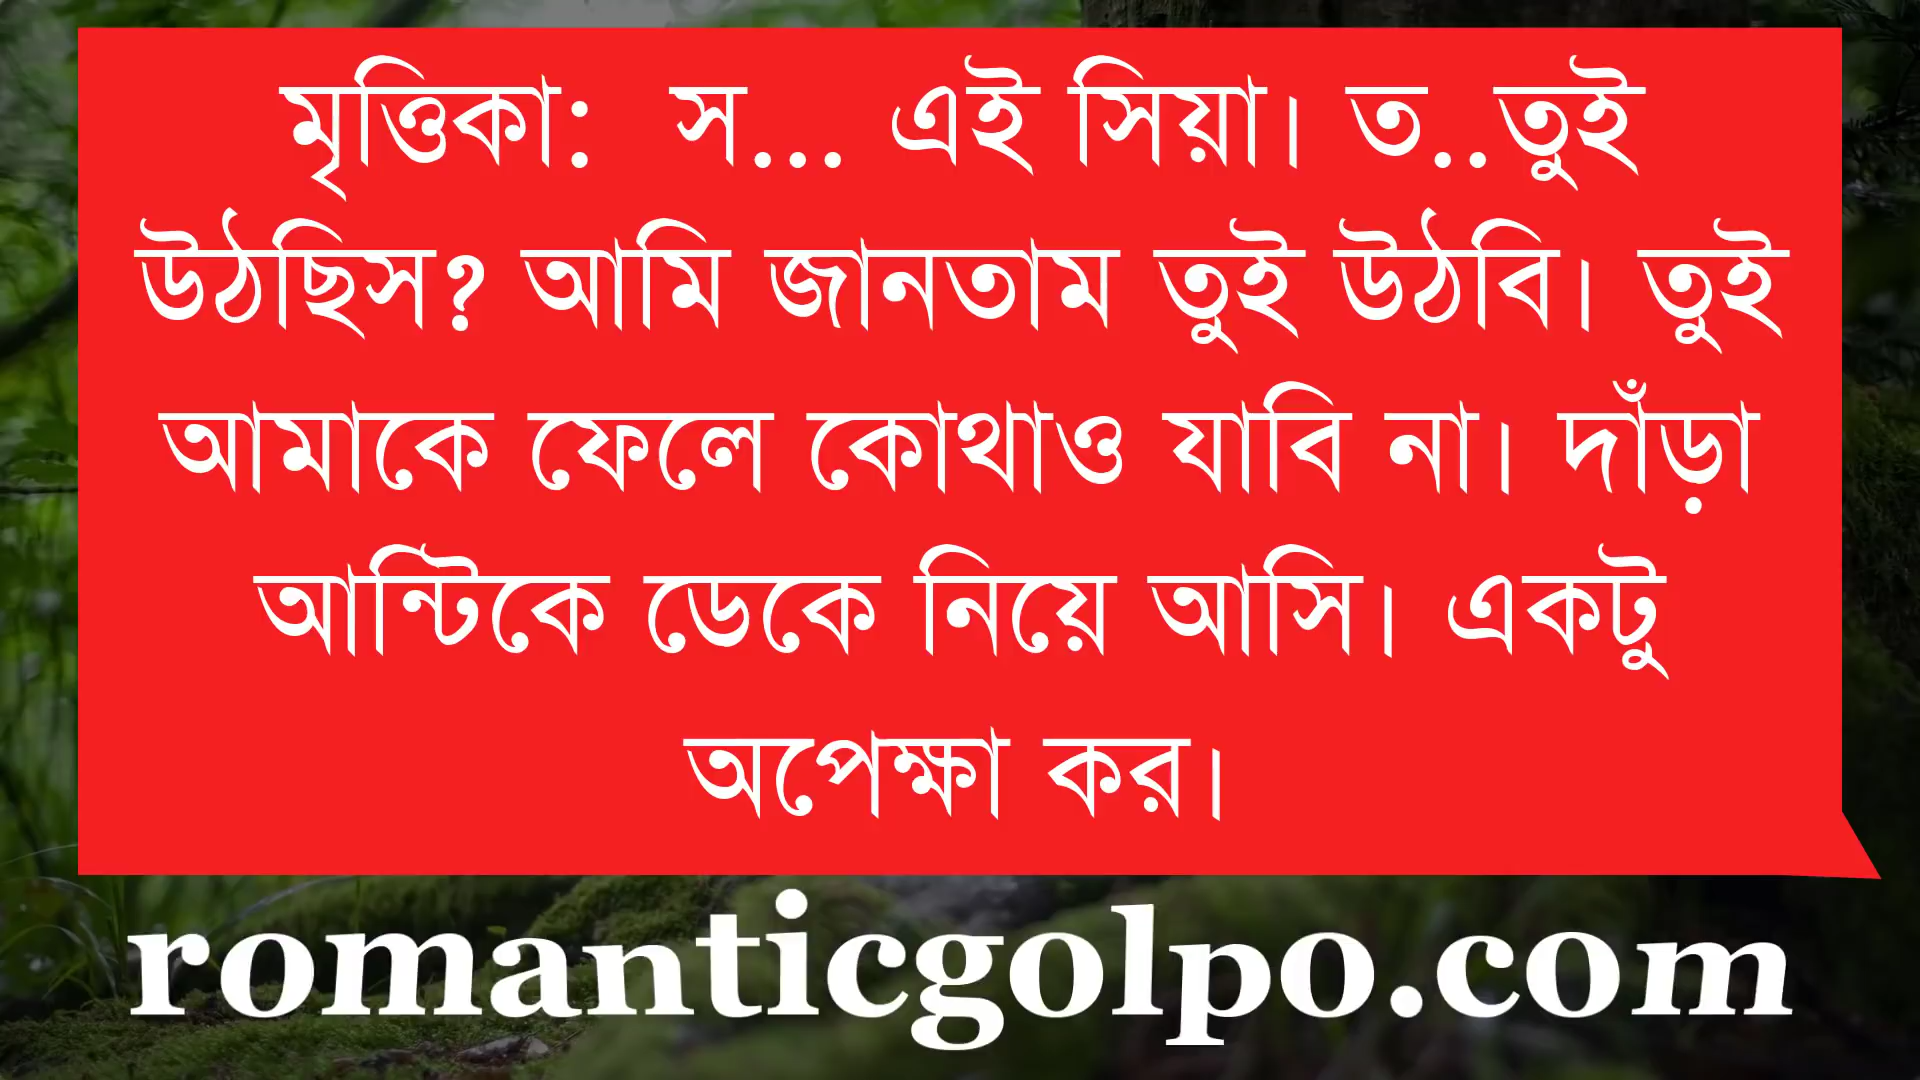 মৃত্তিকা:  স... এই সিয়া। ত..তুই
উঠছিস? আমি জানতাম তুই উঠবি। তুই
আমাকে ফেলে কোথাও যাবি না। দাঁড়া
আন্টিকে ডেকে নিয়ে আসি। একটু
অপেক্ষা কর।
romanticgolpo.com